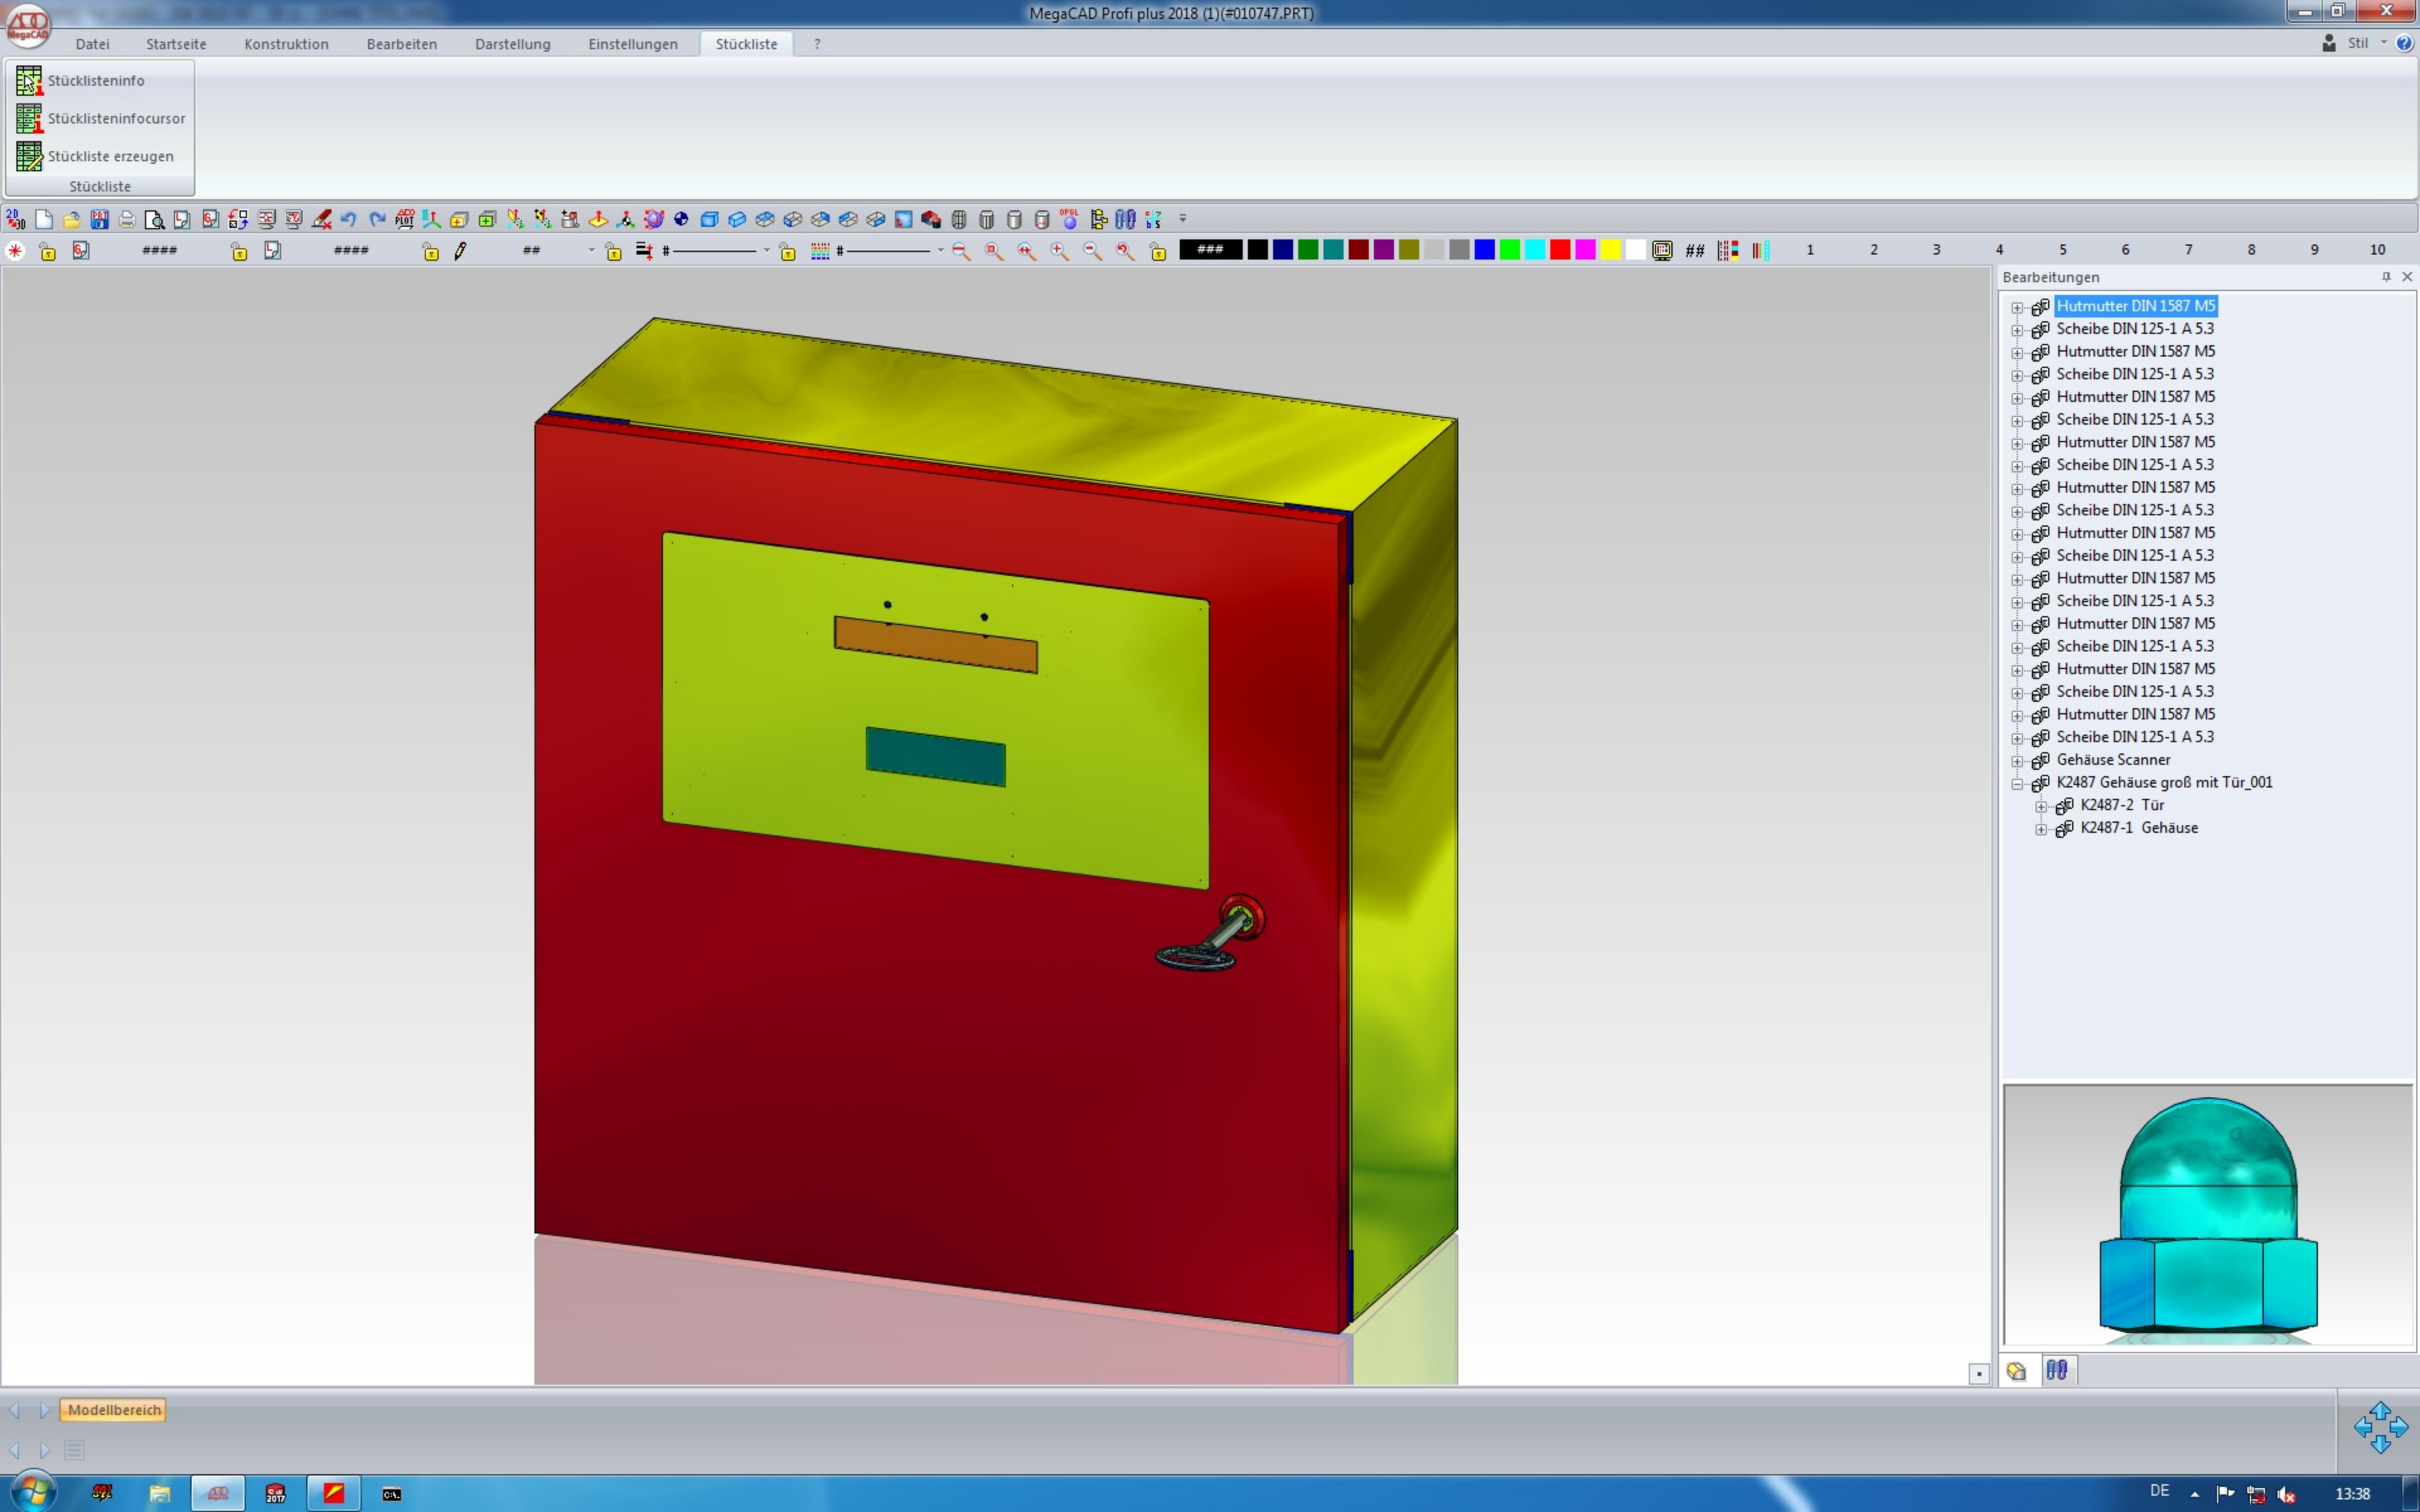 MegaCAD Profi plus 2018 (1)(#010747.PRT)
MegaCAD
Datei Startseite Konstruktion Bearbeiten Darstellung Einstellungen Stückliste ? Stil
Stücklisteninfo
Stücklisteninfocursor
Stückliste erzeugen
Stückliste
#### #### ## # # ### ## 1 2 3 4 5 6 7 8 9 10
Bearbeitungen
Hutmutter DIN 1587 M5
Scheibe DIN 125-1 A 5.3
Hutmutter DIN 1587 M5
Scheibe DIN 125-1 A 5.3
Hutmutter DIN 1587 M5
Scheibe DIN 125-1 A 5.3
Hutmutter DIN 1587 M5
Scheibe DIN 125-1 A 5.3
Hutmutter DIN 1587 M5
Scheibe DIN 125-1 A 5.3
Hutmutter DIN 1587 M5
Scheibe DIN 125-1 A 5.3
Hutmutter DIN 1587 M5
Scheibe DIN 125-1 A 5.3
Hutmutter DIN 1587 M5
Scheibe DIN 125-1 A 5.3
Hutmutter DIN 1587 M5
Scheibe DIN 125-1 A 5.3
Hutmutter DIN 1587 M5
Scheibe DIN 125-1 A 5.3
Gehäuse Scanner
K2487 Gehäuse groß mit Tür_001
K2487-2 Tür
K2487-1 Gehäuse
Modellbereich
DE 13:38